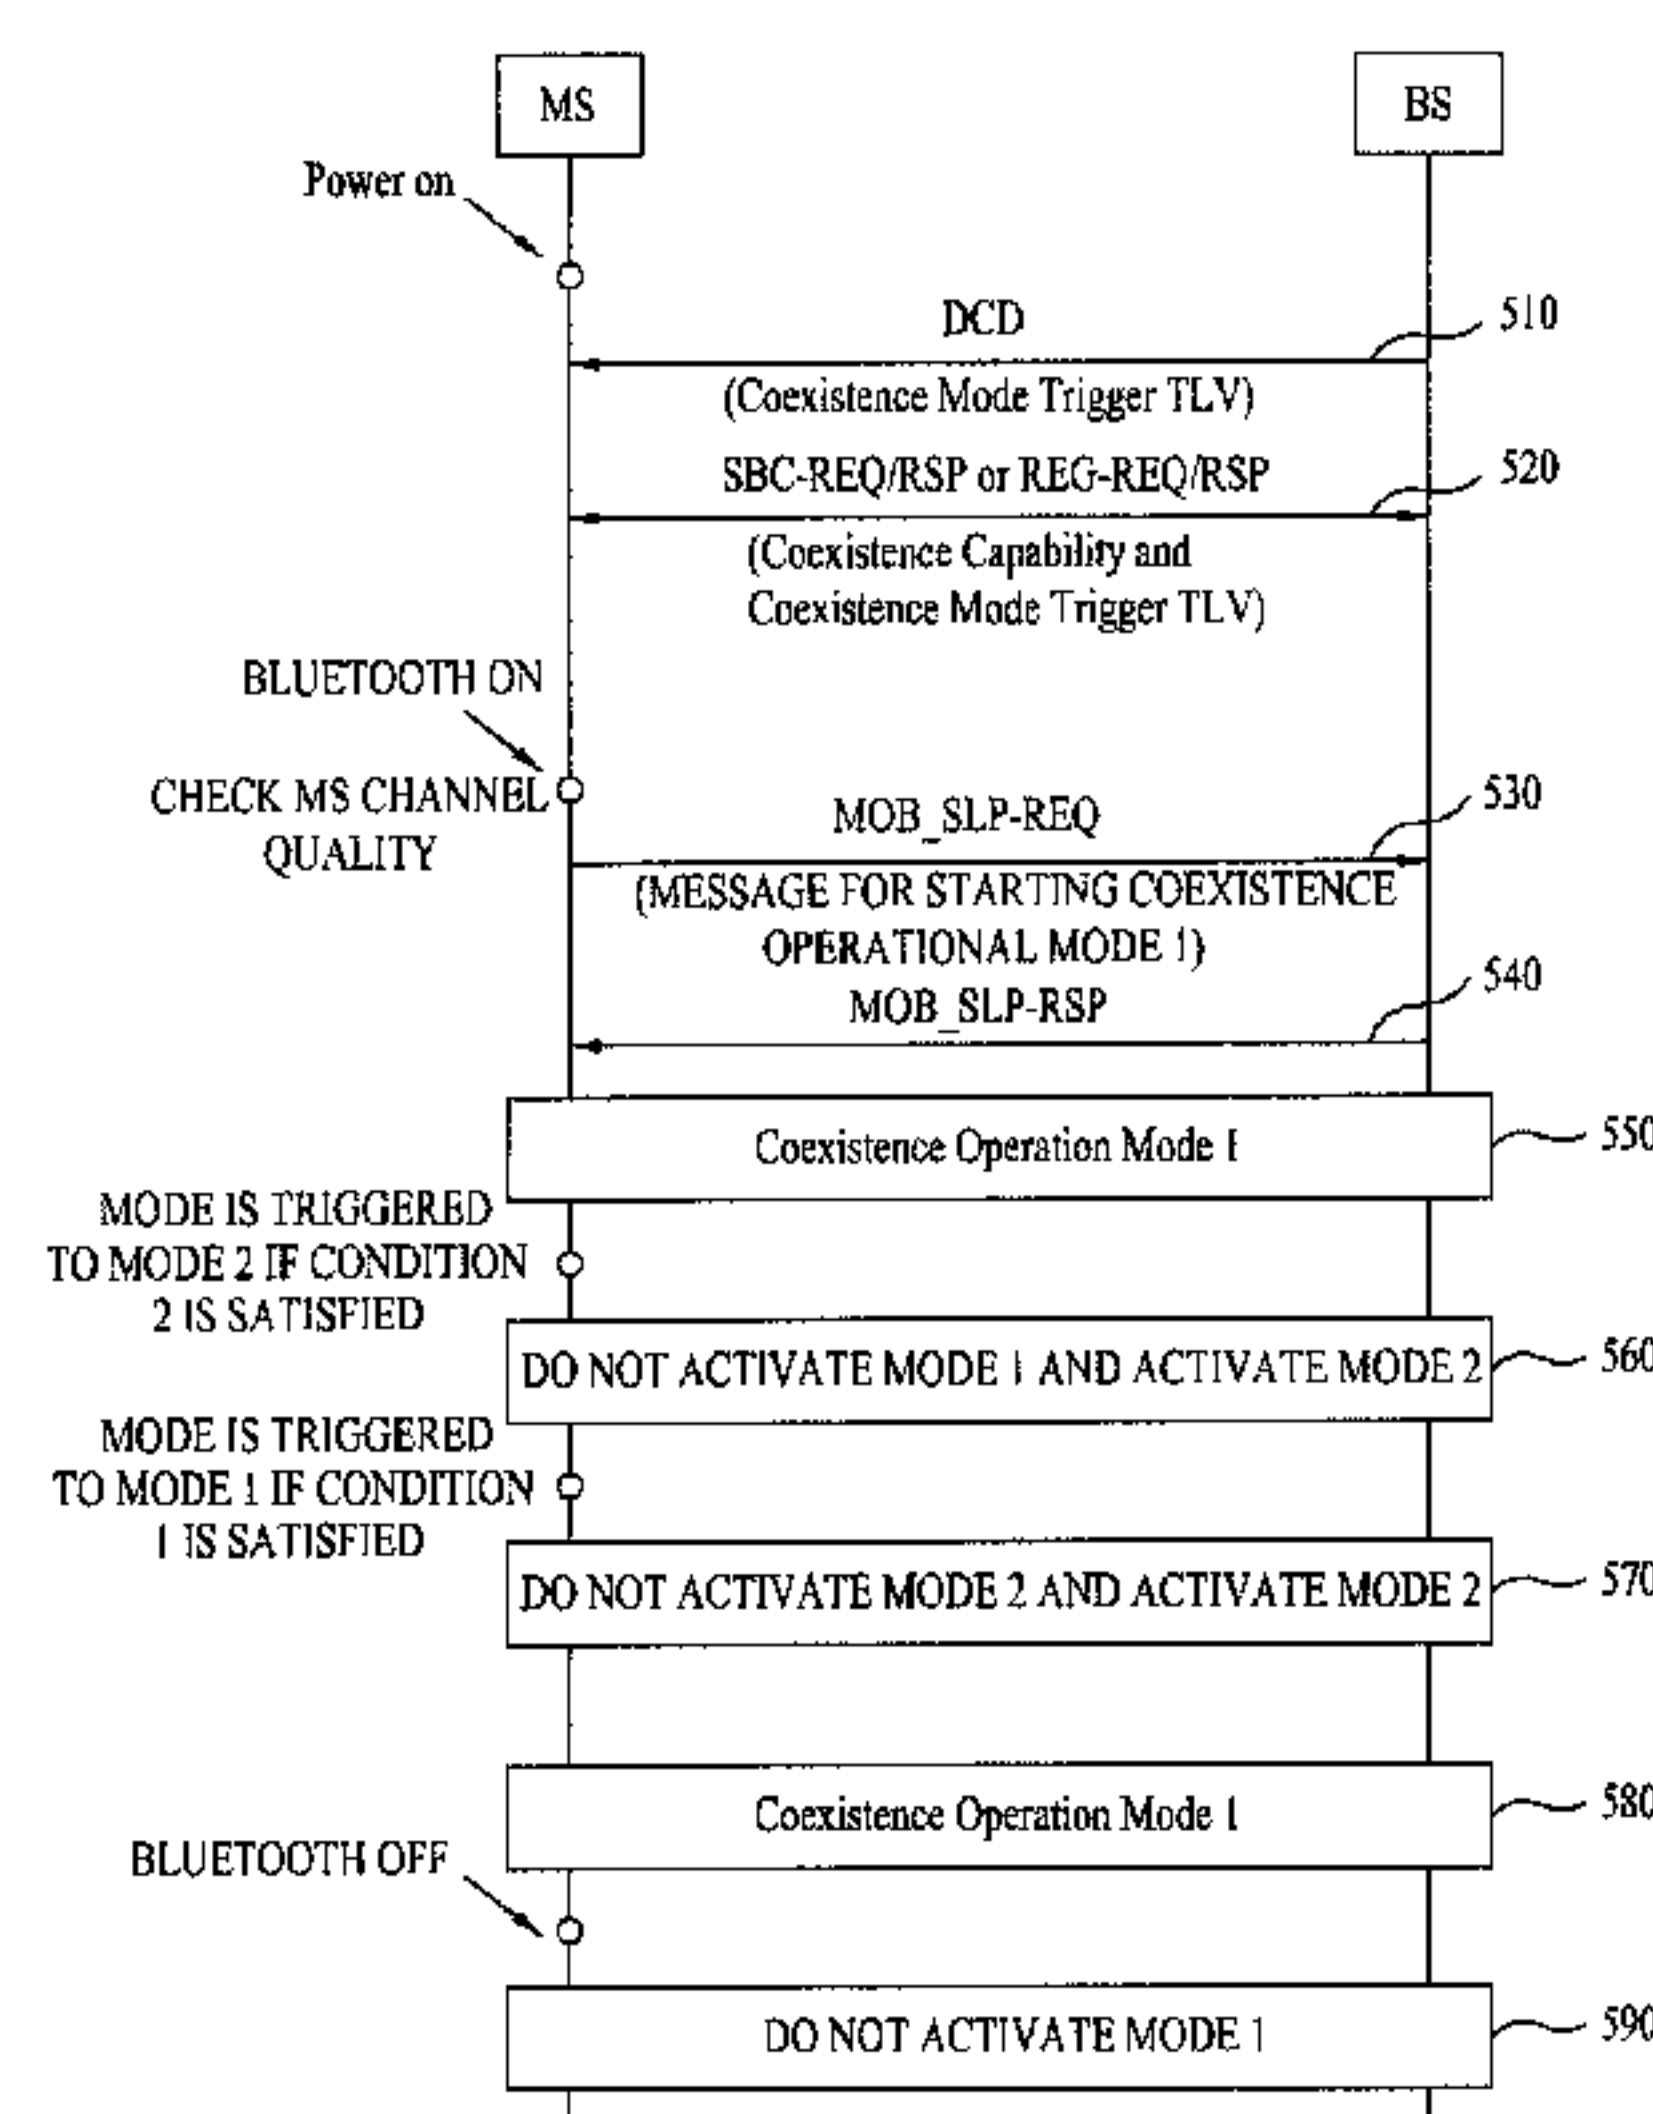 MS
BS
Power on
DCD
510
(Coexistence Mode Trigger TLV)
SBC-REQ/RSP or REG-REQ/RSP
520
(Coexistence Capability and
Coexistence Mode Trigger TLV)
BLUETOOTH ON
CHECK MS CHANNEL
QUALITY
MOB_SLP-REQ
530
(MESSAGE FOR STARTING COEXISTENCE
OPERATIONAL MODE 1)
MOB_SLP-RSP
540
Coexistence Operation Mode 1
550
MODE IS TRIGGERED
TO MODE 2 IF CONDITION
2 IS SATISFIED
DO NOT ACTIVATE MODE 1 AND ACTIVATE MODE 2
560
MODE IS TRIGGERED
TO MODE 1 IF CONDITION
1 IS SATISFIED
DO NOT ACTIVATE MODE 2 AND ACTIVATE MODE 2
570
Coexistence Operation Mode 1
580
BLUETOOTH OFF
DO NOT ACTIVATE MODE 1
590